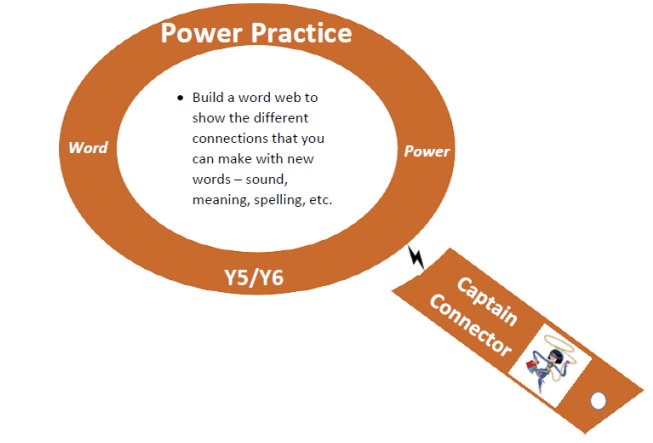 Power Practice
• Build a word web to
show the different
connections that you
can make with new
words – sound,
meaning, spelling, etc.
Word
Power
Y5/Y6
Captain
Connector